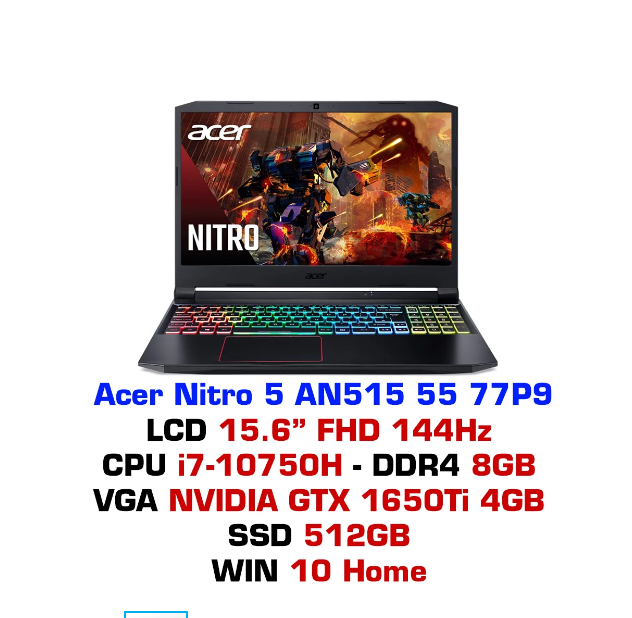 acer
NITRO
acer
Acer Nitro 5 AN515 55 77P9
LCD 15.6” FHD 144Hz
CPU i7-10750H - DDR4 8GB
VGA NVIDIA GTX 1650Ti 4GB
SSD 512GB
WIN 10 Home